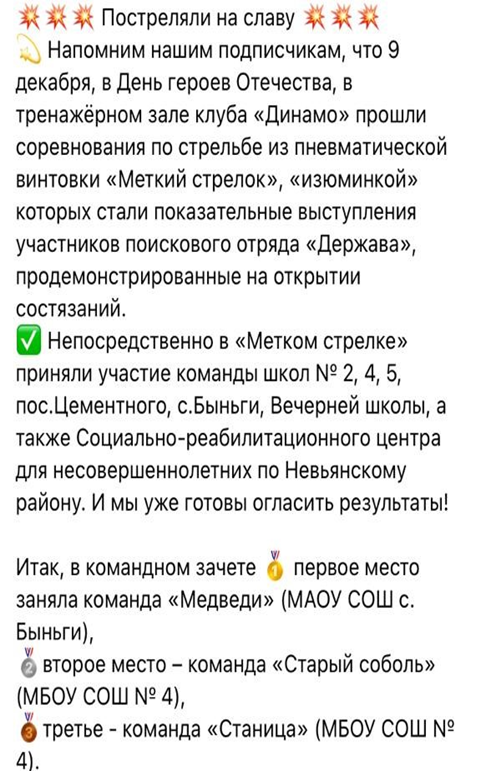 💥💥💥 Постреляли на славу 💥💥💥
💫 Напомним нашим подписчикам, что 9
декабря, в День героев Отечества, в
тренажёрном зале клуба «Динамо» прошли
соревнования по стрельбе из пневматической
винтовки «Меткий стрелок», «изюминкой»
которых стали показательные выступления
участников поискового отряда «Держава»,
продемонстрированные на открытии
состязаний.
✅ Непосредственно в «Метком стрелке»
приняли участие команды школ № 2, 4, 5,
пос.Цементного, с.Быньги, Вечерней школы, а
также Социально-реабилитационного центра
для несовершеннолетних по Невьянскому
району. И мы уже готовы огласить результаты!
Итак, в командном зачете 🥇 первое место
заняла команда «Медведи» (МАОУ СОШ с.
Быньги),
🥈второе место – команда «Старый соболь»
(МБОУ СОШ № 4),
🥉третье - команда «Станица» (МБОУ СОШ №
4).